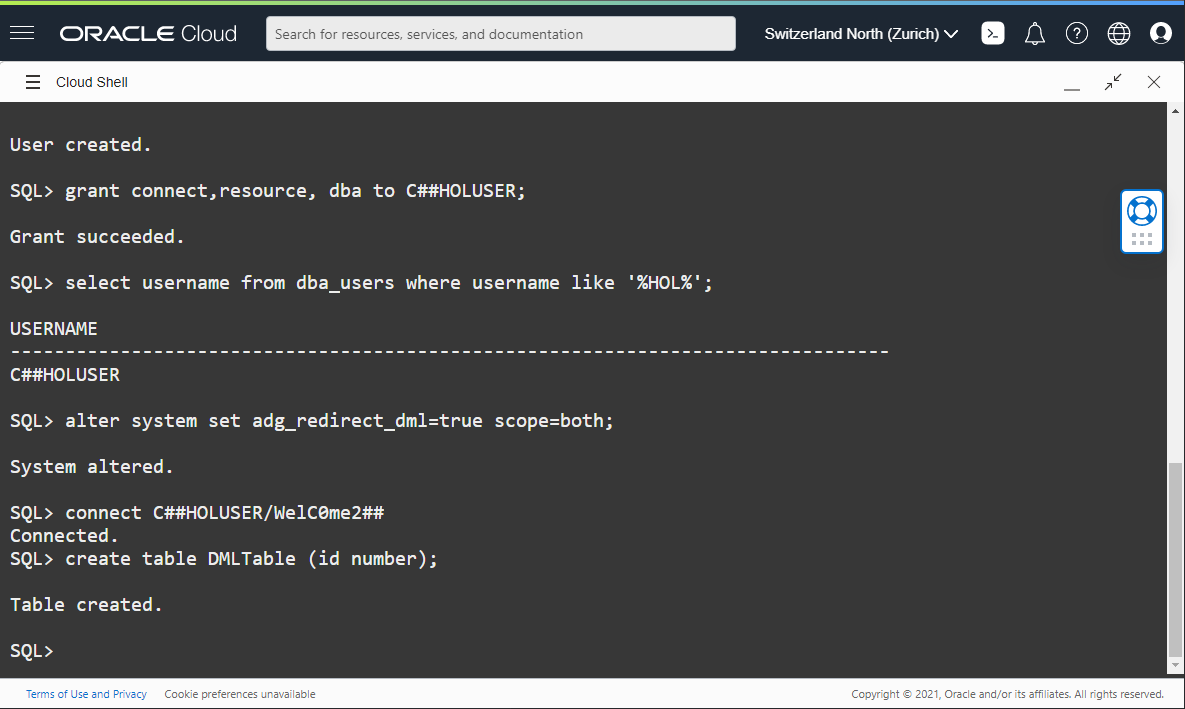 ORACLE Cloud
Search for resources, services, and documentation
Switzerland North (Zurich)
Cloud Shell
User created.
SQL> grant connect,resource, dba to C##HOLUSER;
Grant succeeded.
SQL> select username from dba_users where username like '%HOL%';
USERNAME
--------------------------------------------------------------------------------
C##HOLUSER
SQL> alter system set adg_redirect_dml=true scope=both;
System altered.
SQL> connect C##HOLUSER/WelC0me2##
Connected.
SQL> create table DMLTable (id number);
Table created.
SQL>
Terms of Use and Privacy
Cookie preferences unavailable
Copyright © 2021, Oracle and/or its affiliates. All rights reserved.